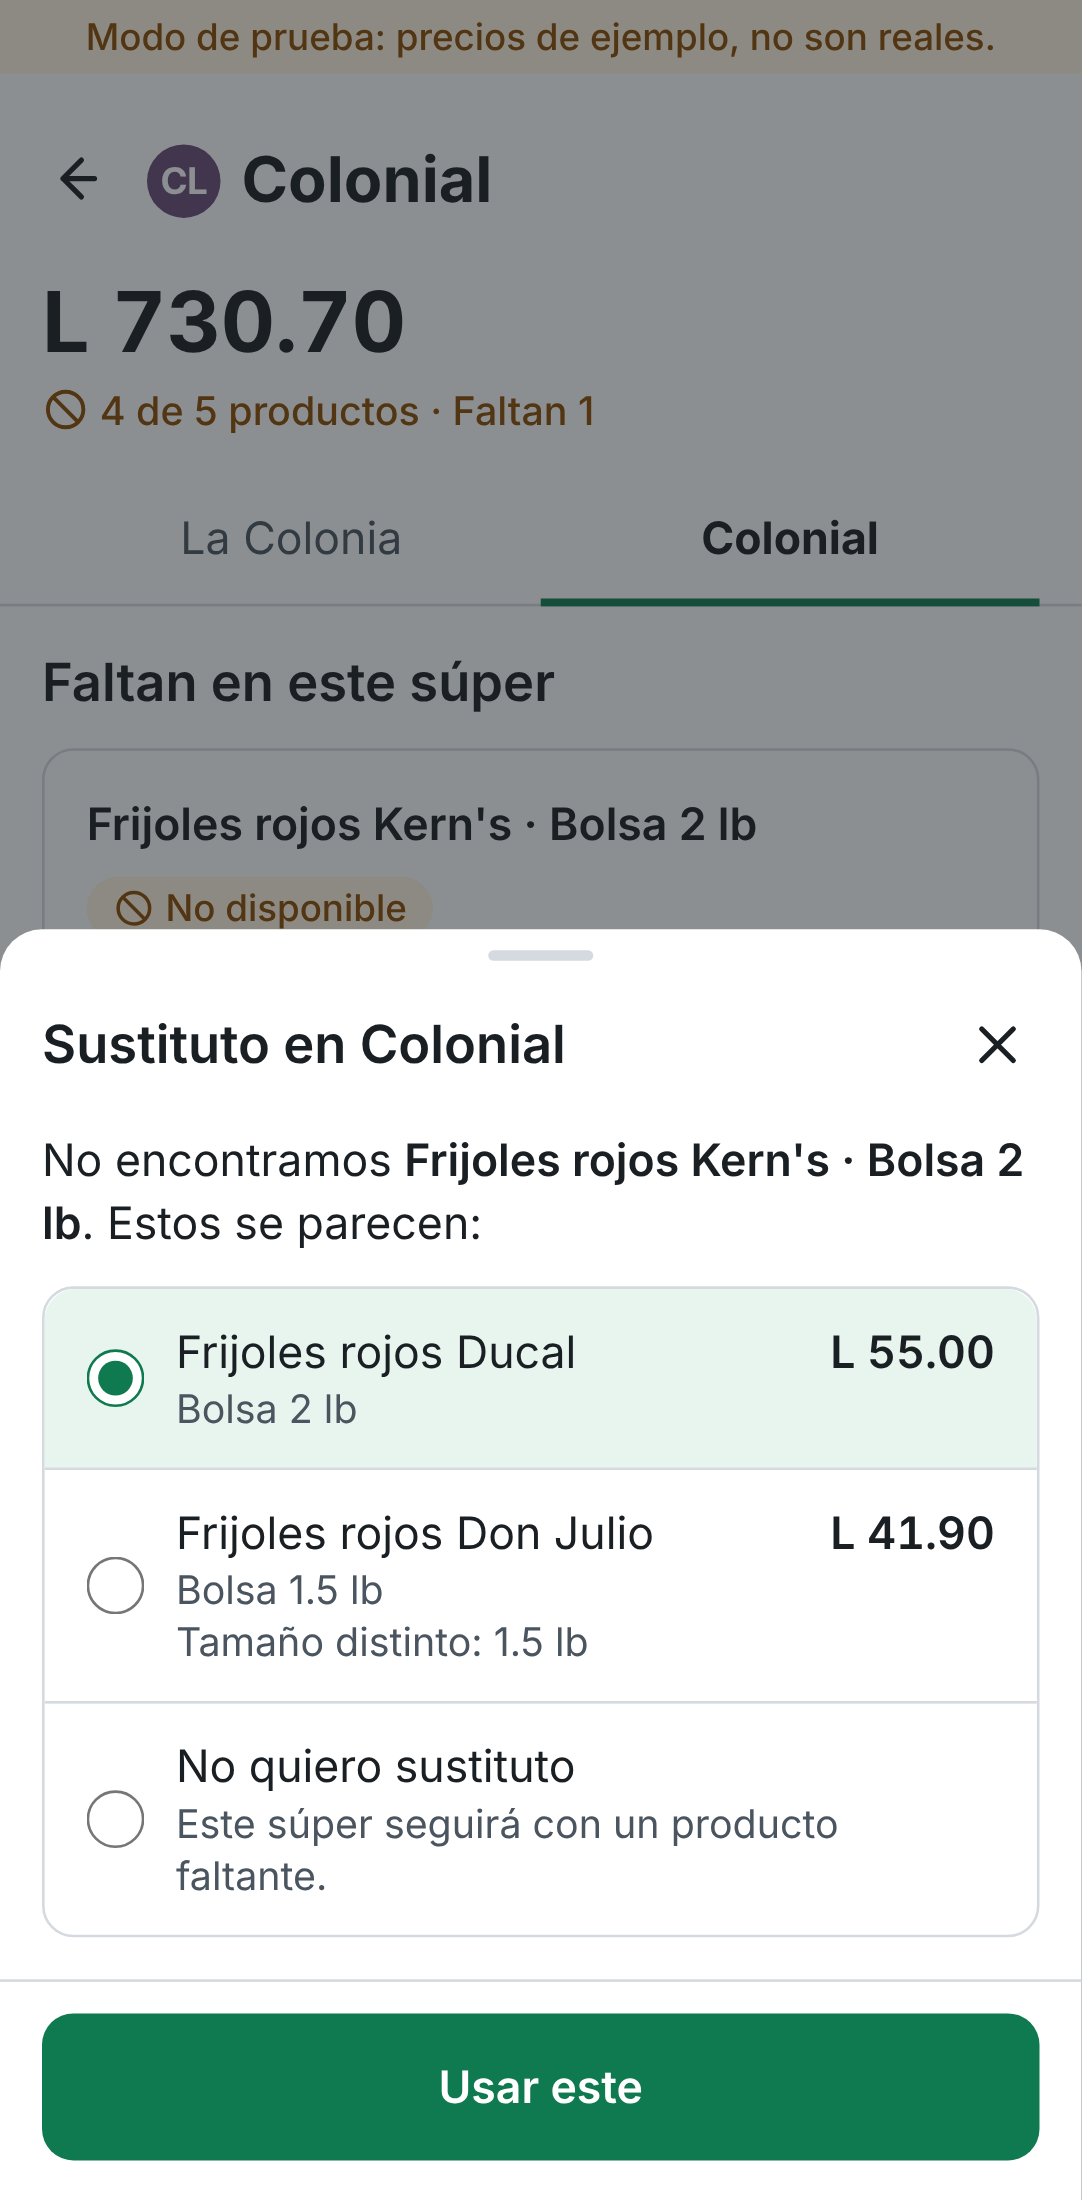 Modo de prueba: precios de ejemplo, no son reales.
CL Colonial
L 730.70
4 de 5 productos · Faltan 1
La Colonia
Colonial
Faltan en este súper
Frijoles rojos Kern's · Bolsa 2 lb
No disponible
Sustituto en Colonial
No encontramos Frijoles rojos Kern's · Bolsa 2
lb. Estos se parecen:
Frijoles rojos Ducal L 55.00
Bolsa 2 lb
Frijoles rojos Don Julio L 41.90
Bolsa 1.5 lb
Tamaño distinto: 1.5 lb
No quiero sustituto
Este súper seguirá con un producto
faltante.
Usar este